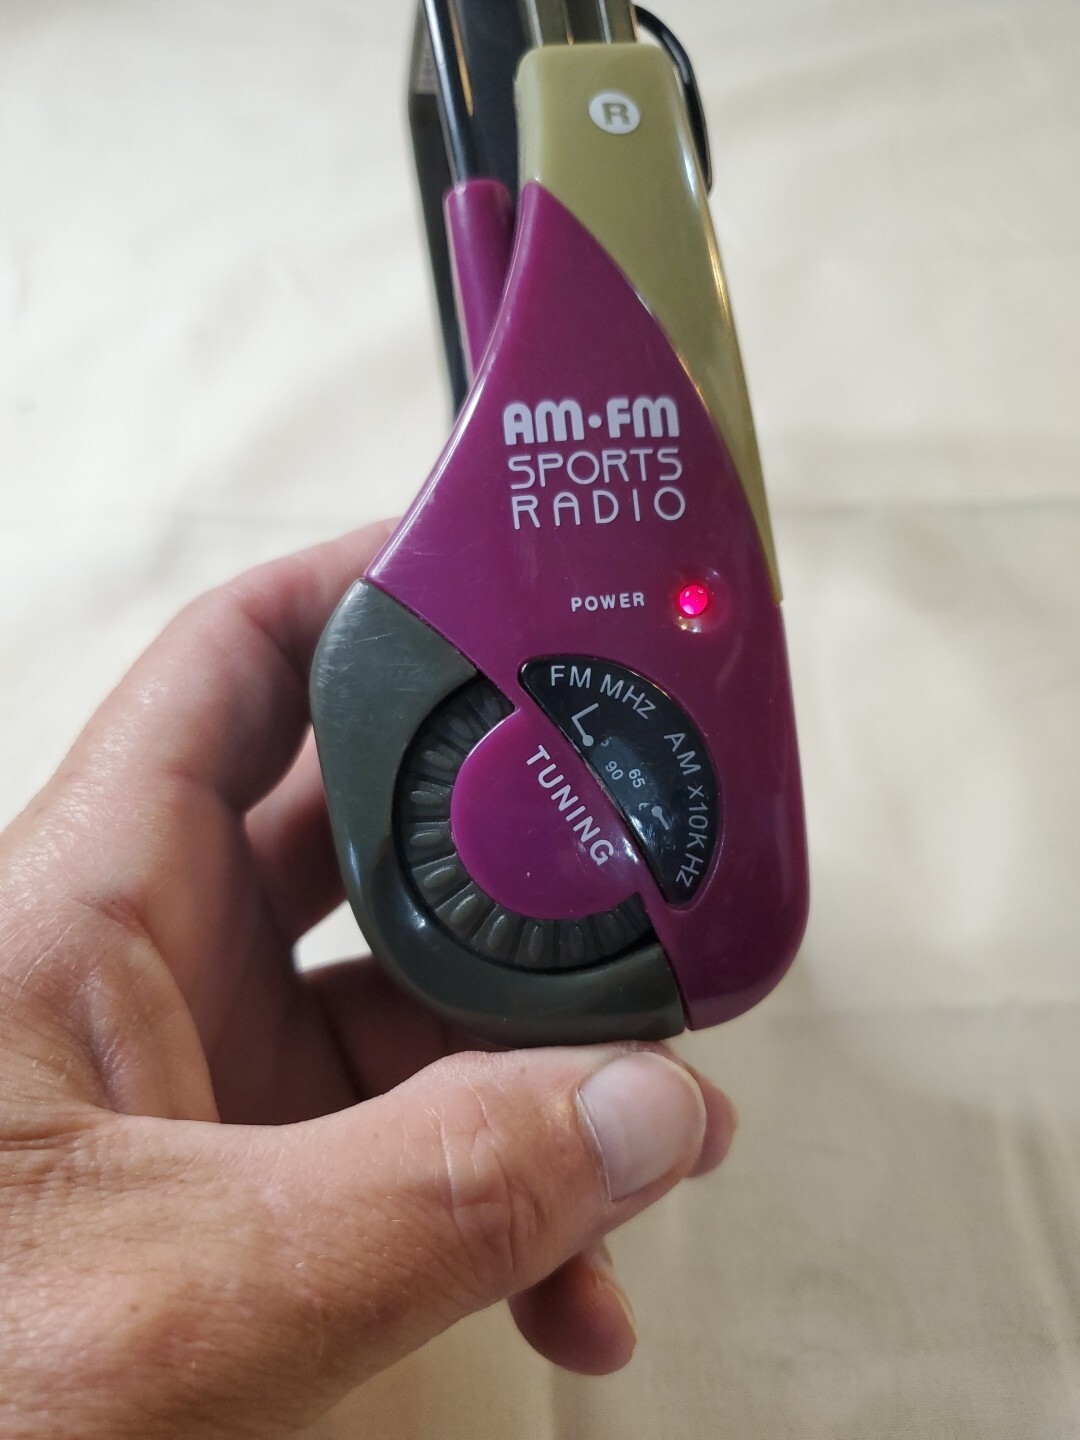 R
AM•FM
SPORTS
RADIO
POWER
FM MHZ
AM x10KHz
90
65
TUNING